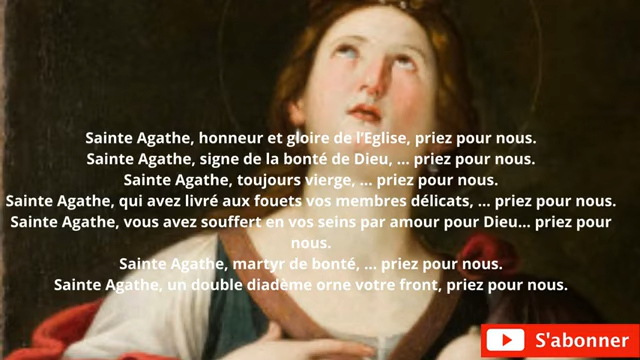 Sainte Agathe, honneur et gloire de l'Eglise, priez pour nous.
Sainte Agathe, signe de la bonté de Dieu, ... priez pour nous.
Sainte Agathe, toujours vierge, ... priez pour nous.
Sainte Agathe, qui avez livré aux fouets vos membres délicats, ... priez pour nous.
Sainte Agathe, vous avez souffert en vos seins par amour pour Dieu... priez pour
nous.
Sainte Agathe, martyr de bonté, ... priez pour nous.
Sainte Agathe, un double diadème orne votre front, priez pour nous.
S'abonner